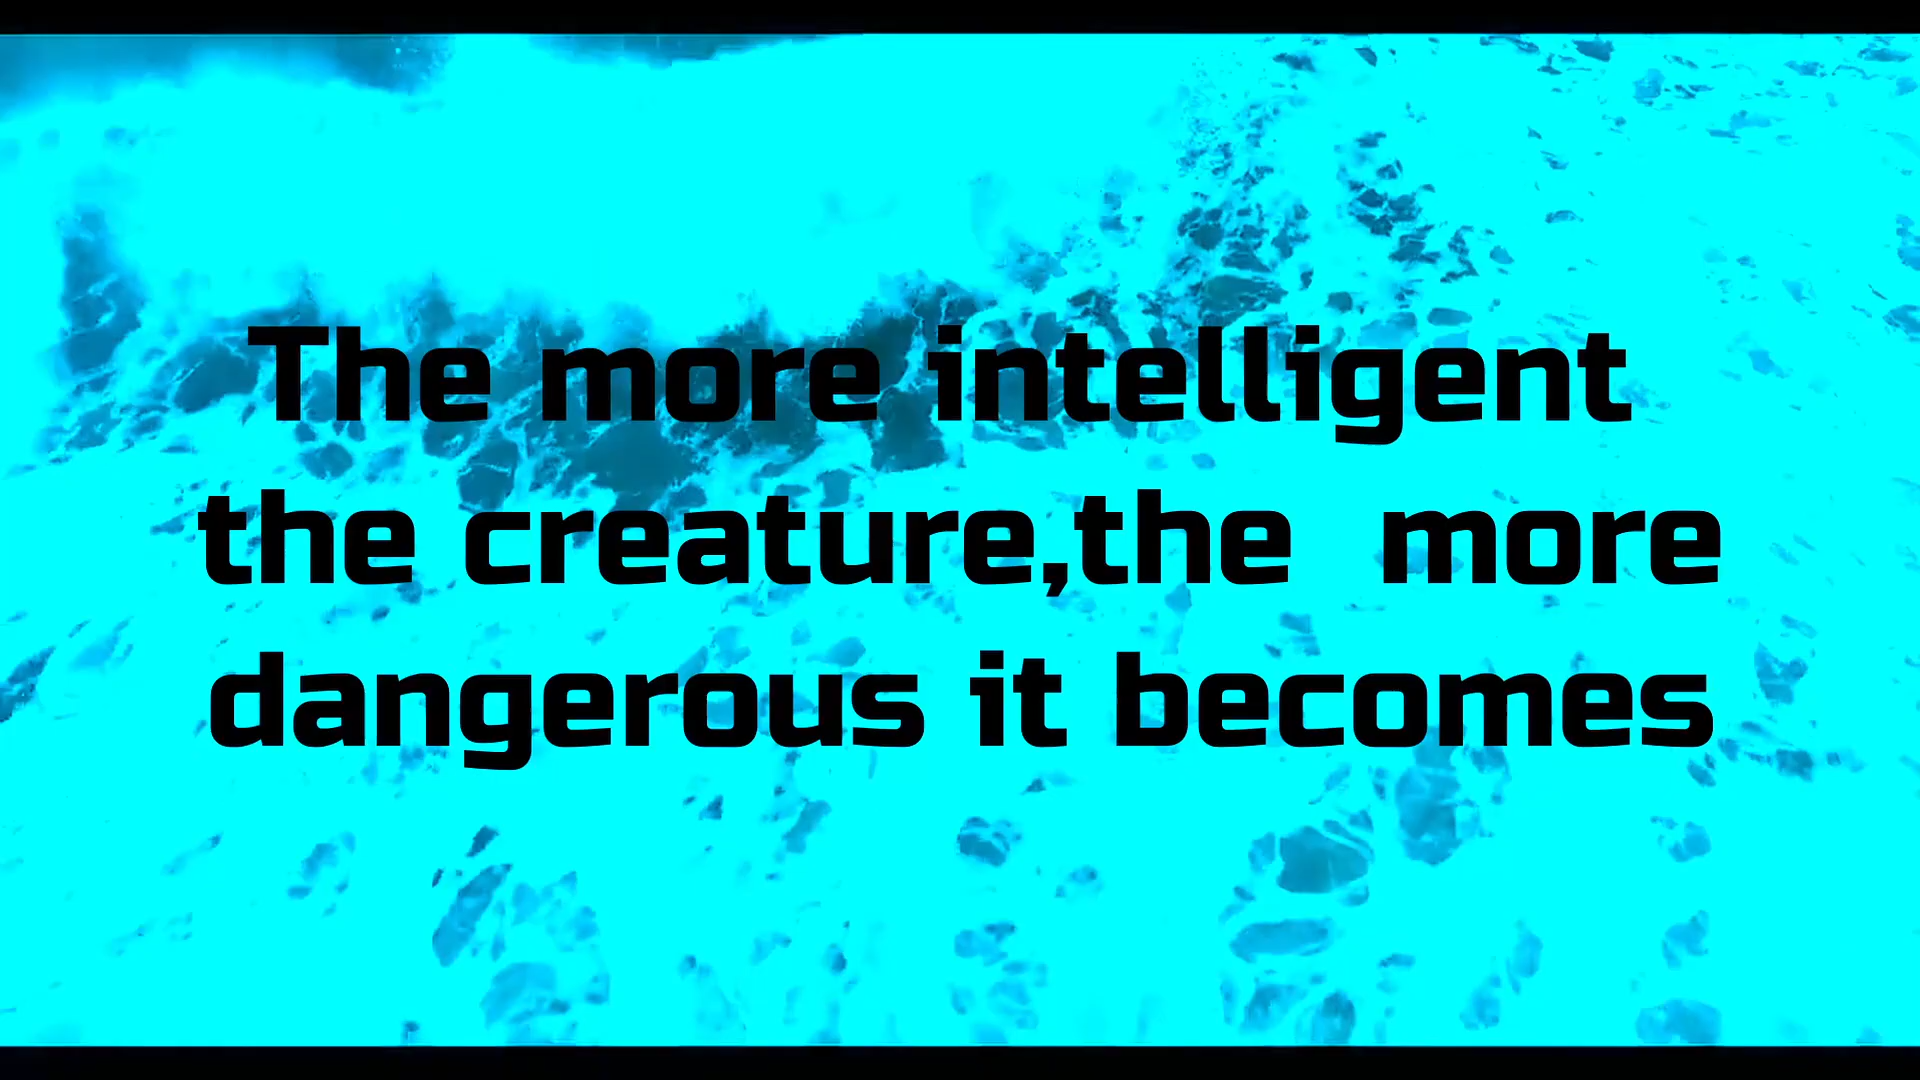 The more intelligent
the creature,the  more
dangerous it becomes